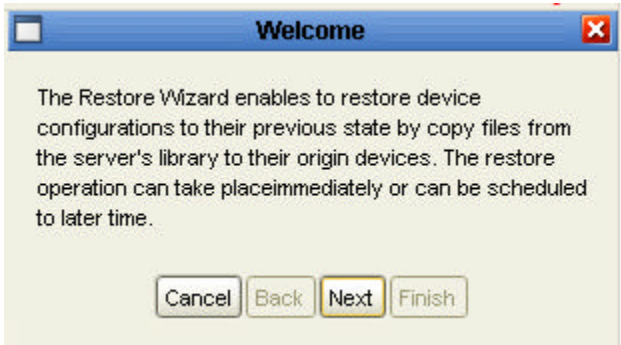 Welcome
The Restore Wizard enables to restore device
configurations to their previous state by copy files from
the server's library to their origin devices. The restore
operation can take placeimmediately or can be scheduled
to later time.
Cancel Back Next Finish